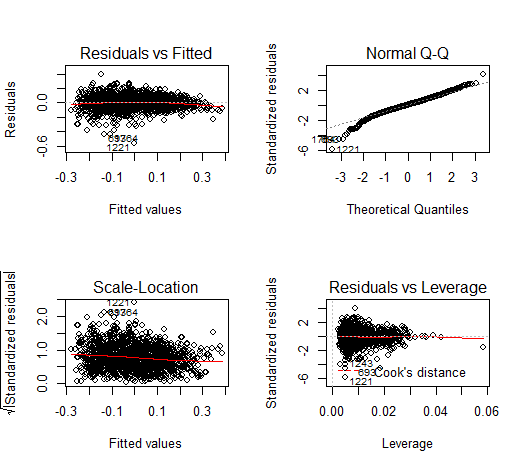 Residuals vs Fitted
Residuals
0.0
-0.6
1221
-0.3 -0.1 0.1 0.3
Fitted values
Normal Q-Q
Standardized residuals
2
-2
-6
1221
-3 -2 -1 0 1 2 3
Theoretical Quantiles
Scale-Location
√|Standardized residuals|
2.0
1.0
0.0
1221
-0.3 -0.1 0.1 0.3
Fitted values
Residuals vs Leverage
Standardized residuals
2
-2
-6
1243
693
1221
Cook's distance
0.00 0.02 0.04 0.06
Leverage